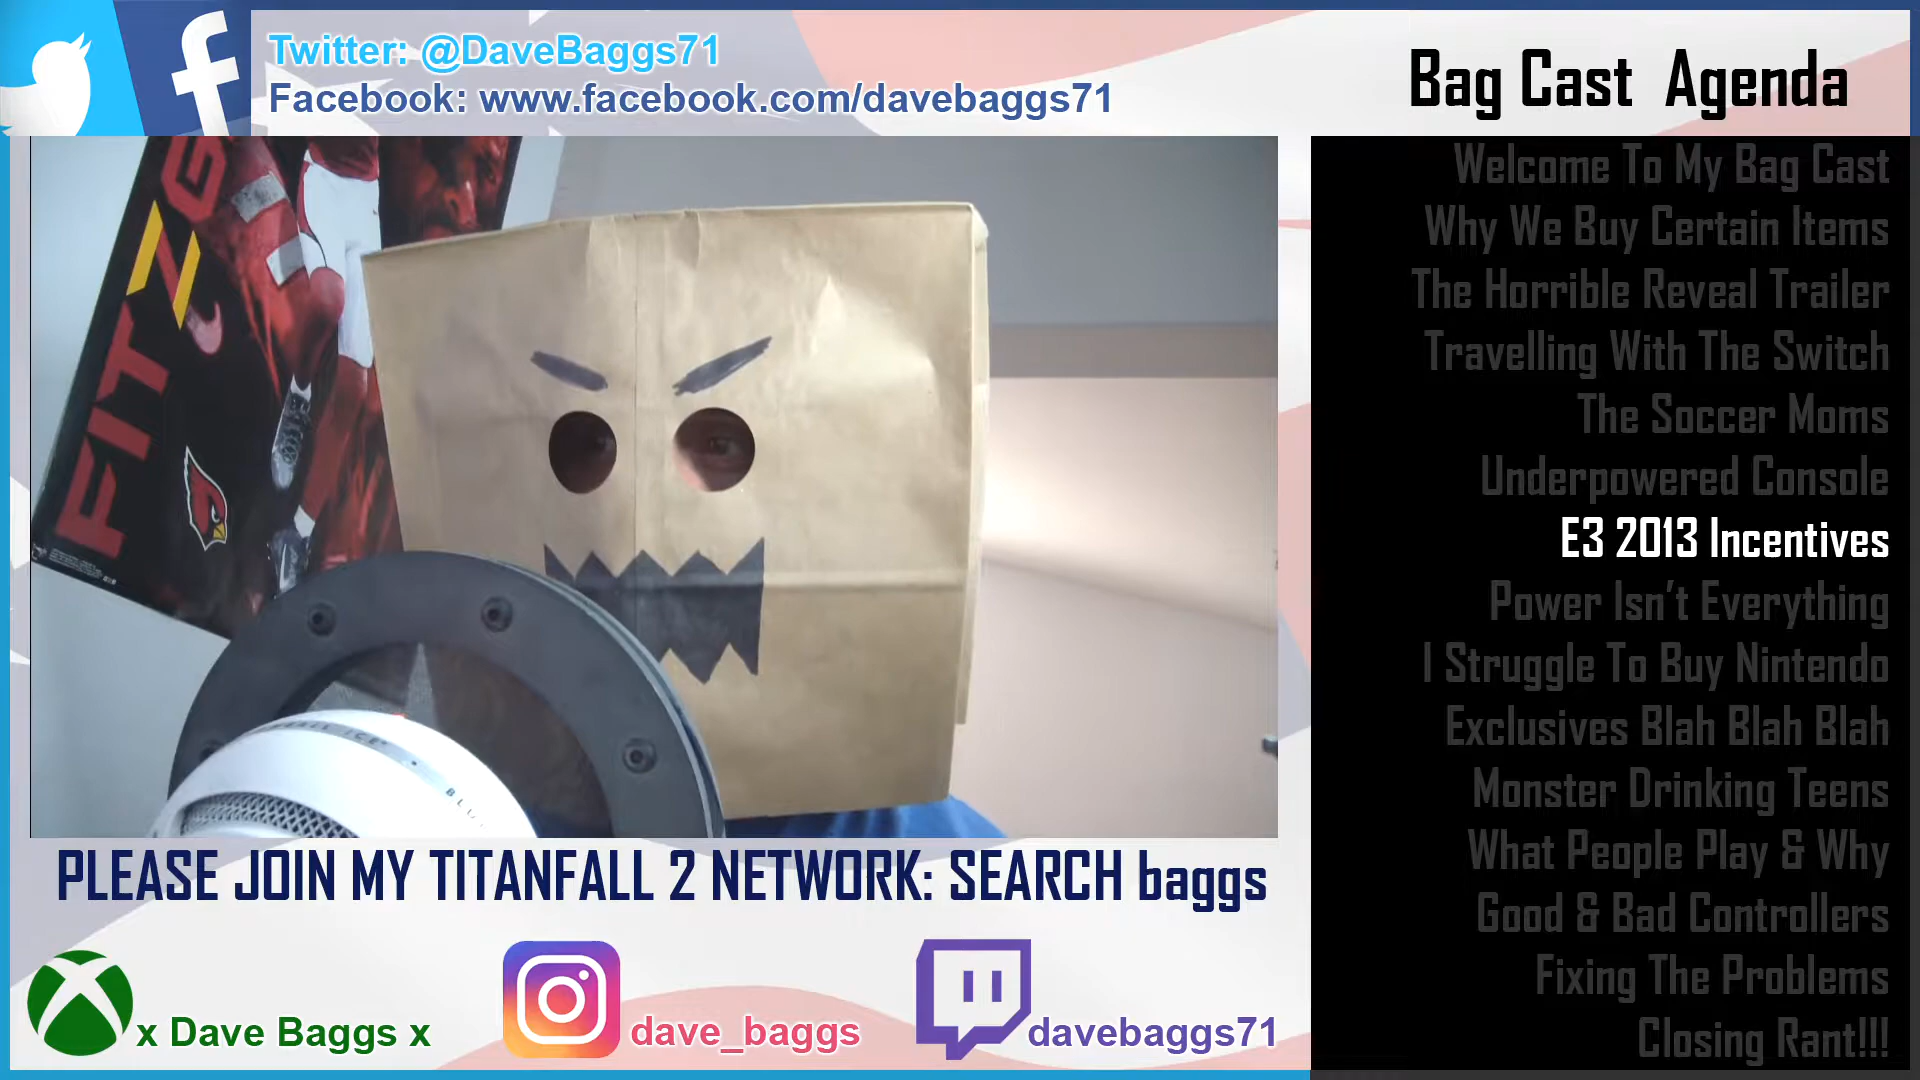 Twitter: @DaveBaggs71
Facebook: www.facebook.com/davebaggs71
Bag Cast Agenda
Welcome To My Bag Cast
Why We Buy Certain Items
The Horrible Reveal Trailer
Travelling With The Switch
The Soccer Moms
Underpowered Console
E3 2013 Incentives
Power Isn't Everything
I Struggle To Buy Nintendo
Exclusives Blah Blah Blah
Monster Drinking Teens
What People Play & Why
Good & Bad Controllers
Fixing The Problems
Closing Rant!!!
FITZG
PLEASE JOIN MY TITANFALL 2 NETWORK: SEARCH baggs
x Dave Baggs x
dave_baggs
davebaggs71